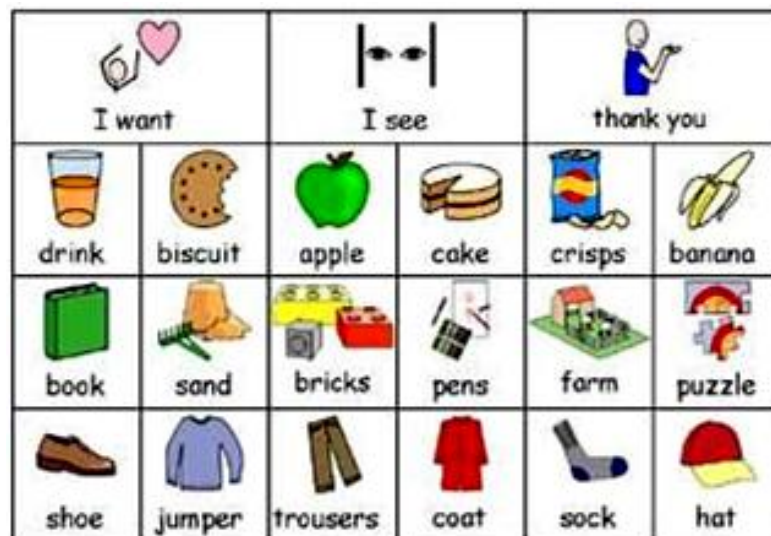 I want I see thank you
drink biscuit apple cake crisps banana
book sand bricks pens farm puzzle
shoe jumper trousers coat sock hat